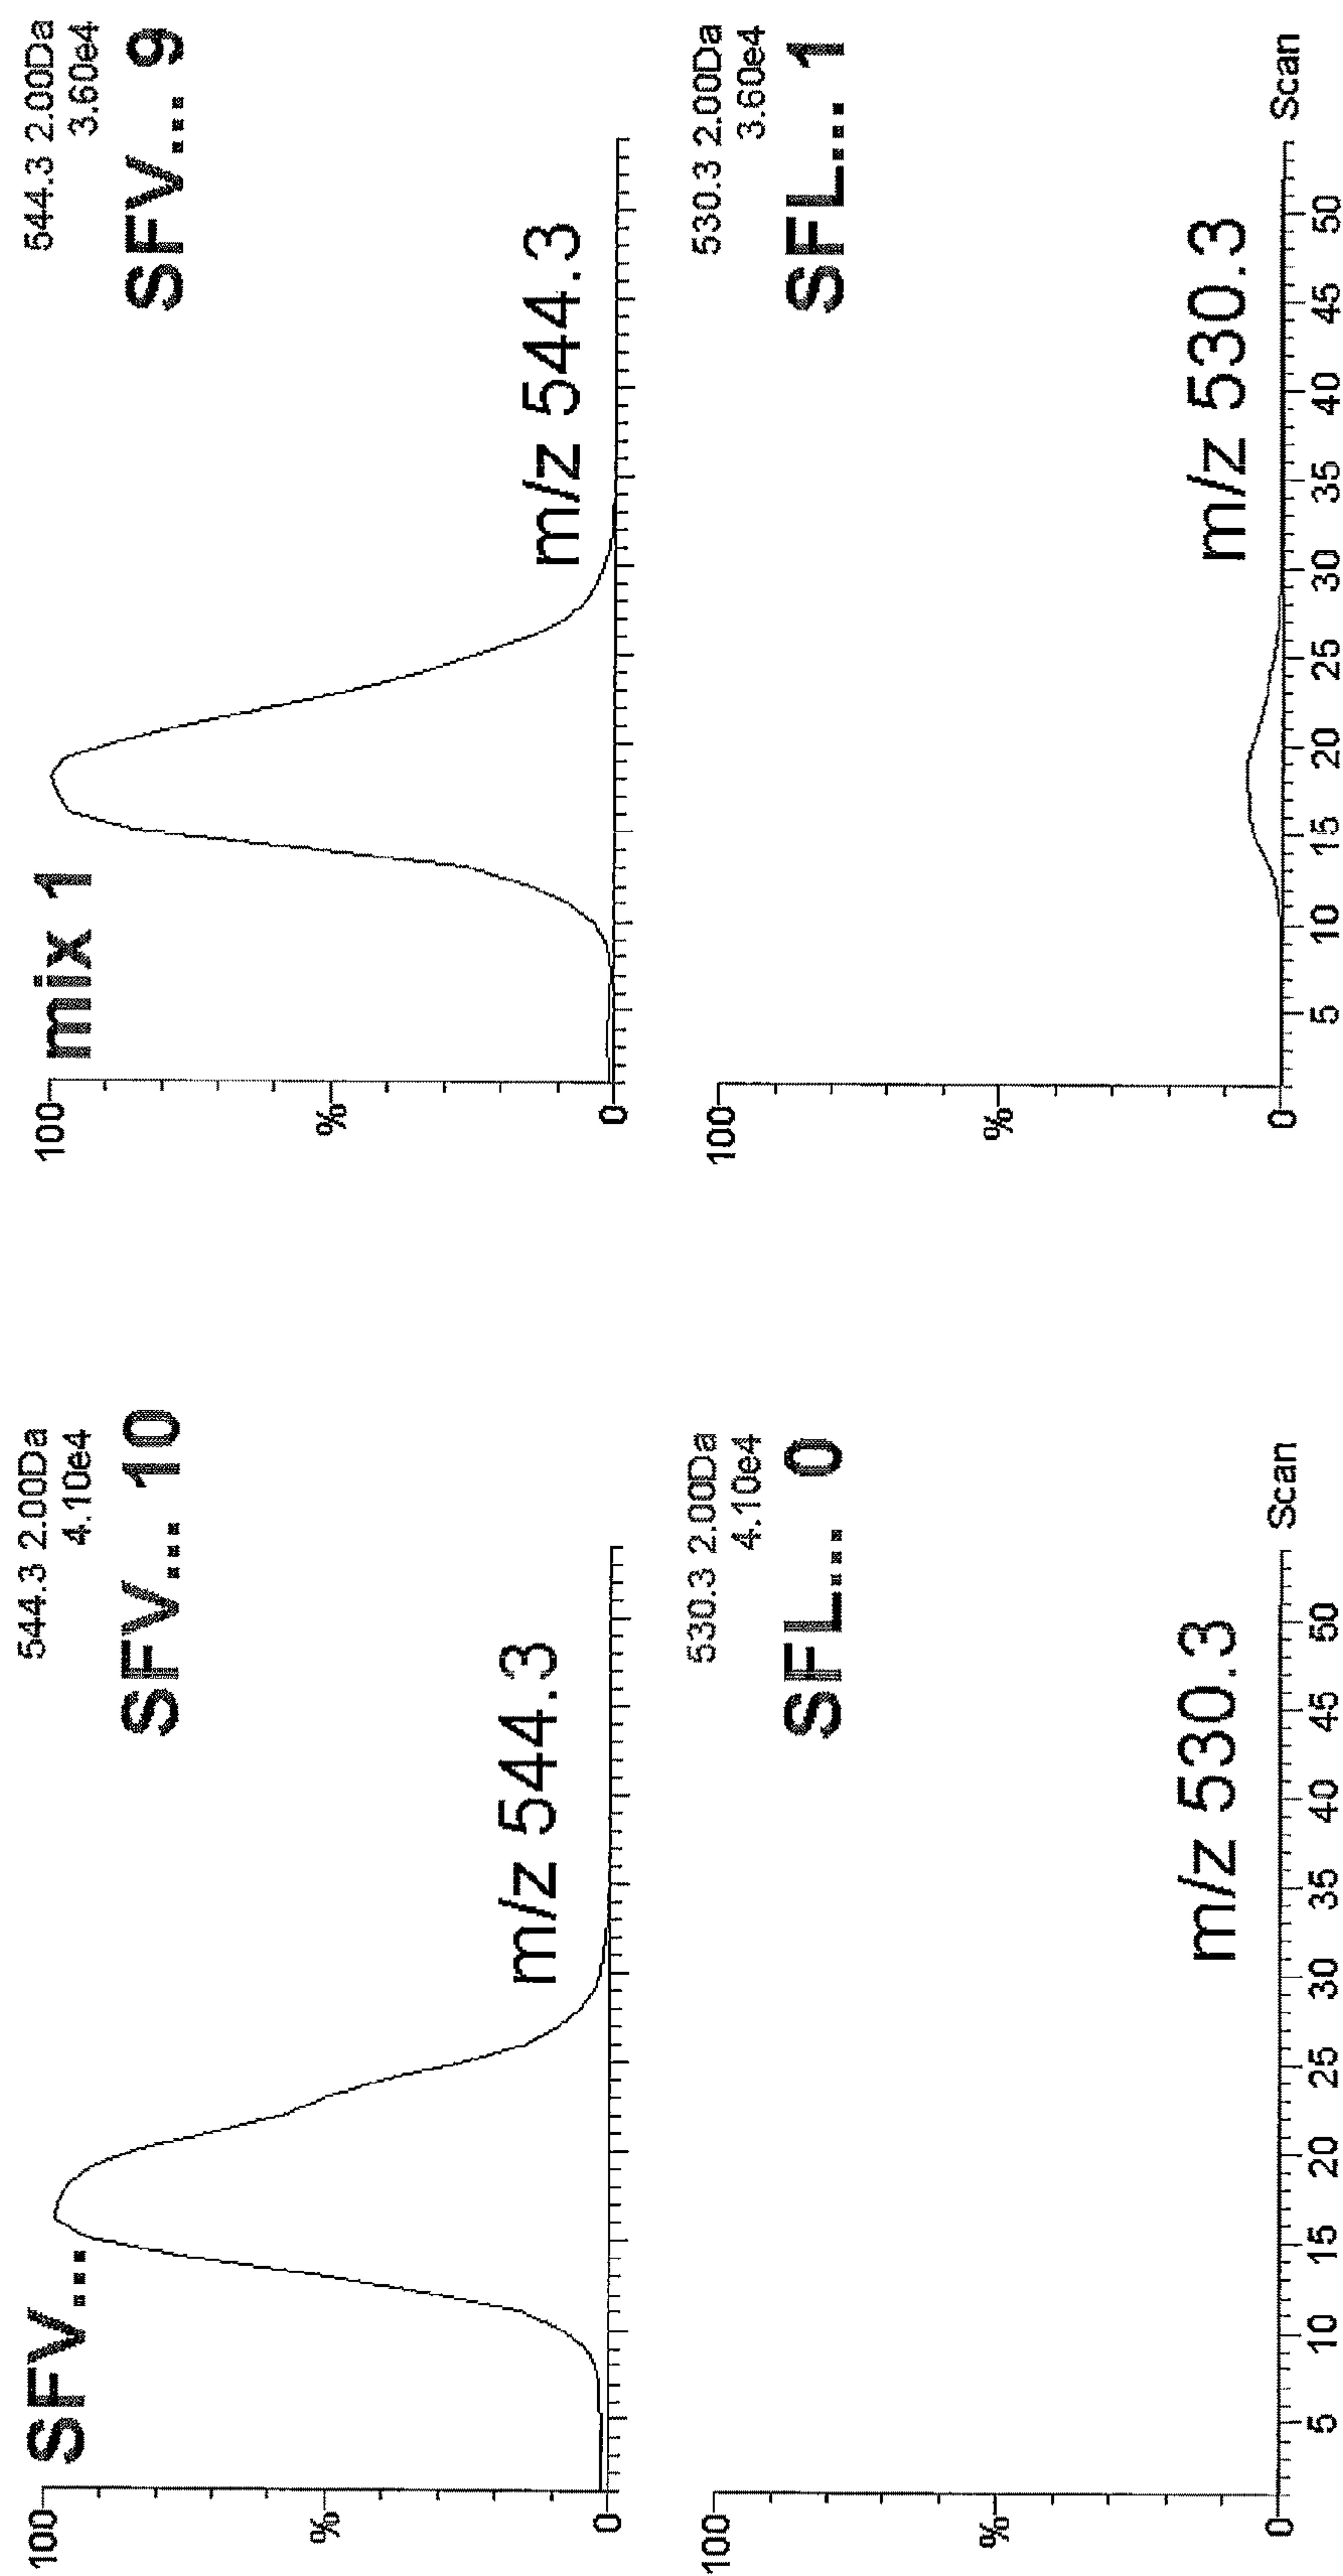 SFV...
544.3 2.00Da
4.10e4
SFV... 10
100
%
0
m/z 544.3
530.3 2.00Da
4.10e4
SFL... 0
100
%
0
m/z 530.3
5 10 15 20 25 30 35 40 45 50
Scan
mix 1
544.3 2.00Da
3.60e4
SFV... 9
100
%
0
m/z 544.3
530.3 2.00Da
3.60e4
SFL... 1
100
%
0
m/z 530.3
5 10 15 20 25 30 35 40 45 50
Scan